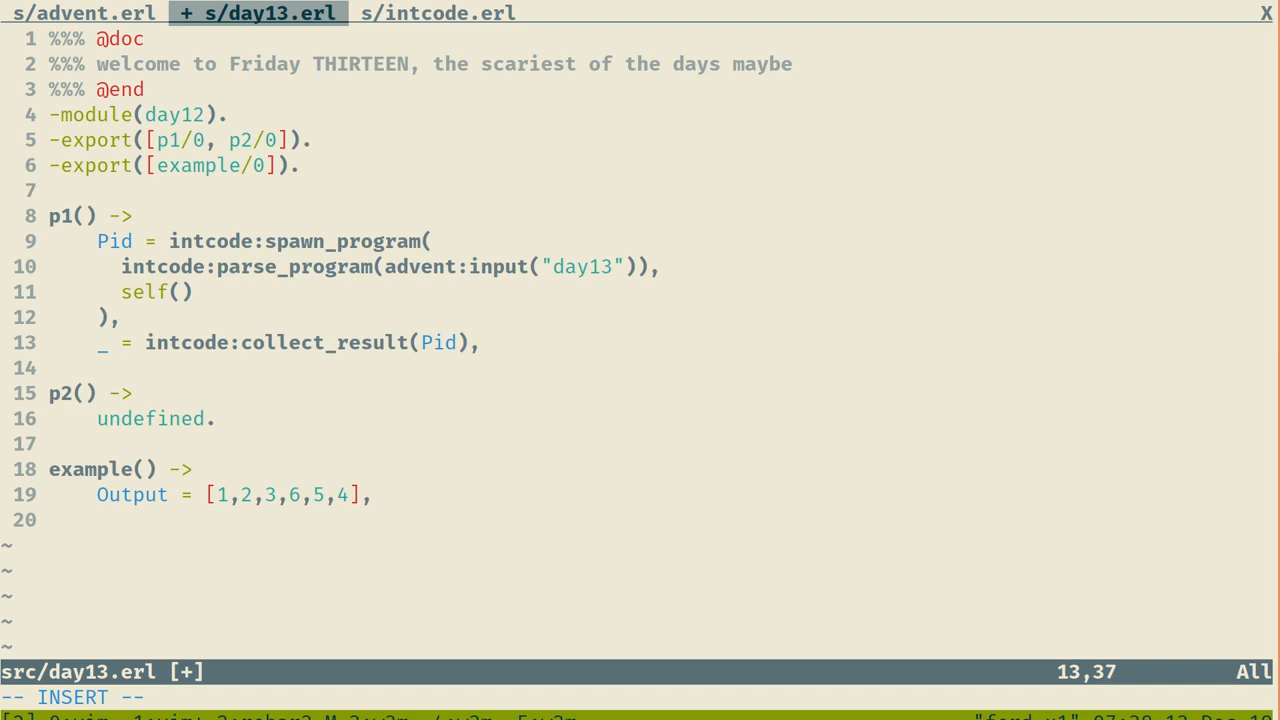 s/advent.erl + s/day13.erl s/intcode.erl X
1 %%% @doc
2 %%% welcome to Friday THIRTEEN, the scariest of the days maybe
3 %%% @end
4 -module(day12).
5 -export([p1/0, p2/0]).
6 -export([example/0]).
7
8 p1() ->
9     Pid = intcode:spawn_program(
10       intcode:parse_program(advent:input("day13")),
11       self()
12     ),
13     _ = intcode:collect_result(Pid),
14
15 p2() ->
16     undefined.
17
18 example() ->
19     Output = [1,2,3,6,5,4],
20
~
~
~
~
~
src/day13.erl [+] 13,37 All
-- INSERT --